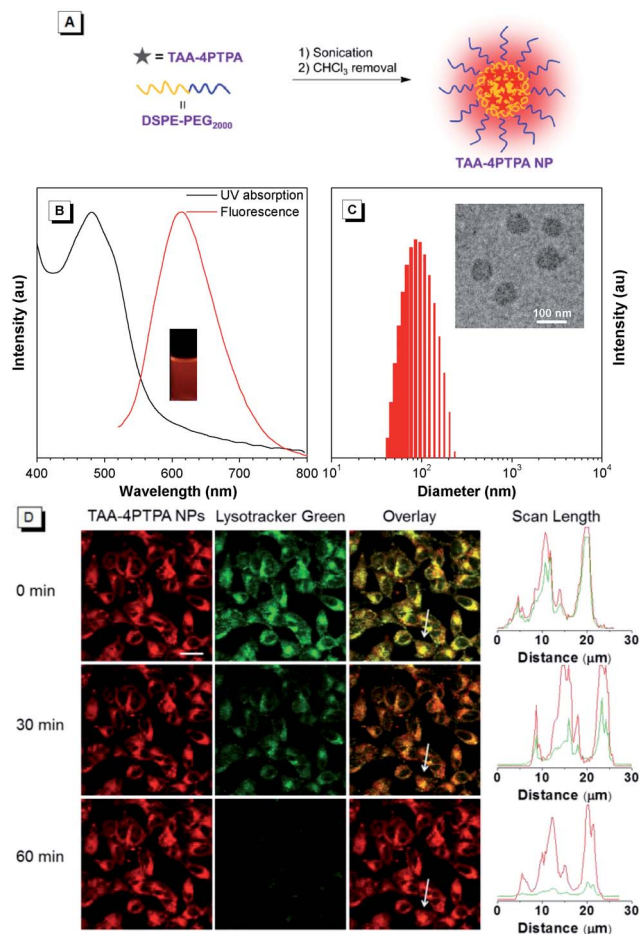 A
★ = TAA-4PTPA
1) Sonication
2) CHCl3 removal
=
DSPE-PEG2000
TAA-4PTPA NP
B
UV absorption
Fluorescence
Intensity (au)
400 500 600 700 800
Wavelength (nm)
C
100 nm
Intensity (au)
10^1 10^2 10^3 10^4
Diameter (nm)
D
TAA-4PTPA NPs Lysotracker Green Overlay Scan Length
0 min
0 10 20 30
Distance (μm)
30 min
0 10 20 30
Distance (μm)
60 min
0 10 20 30
Distance (μm)